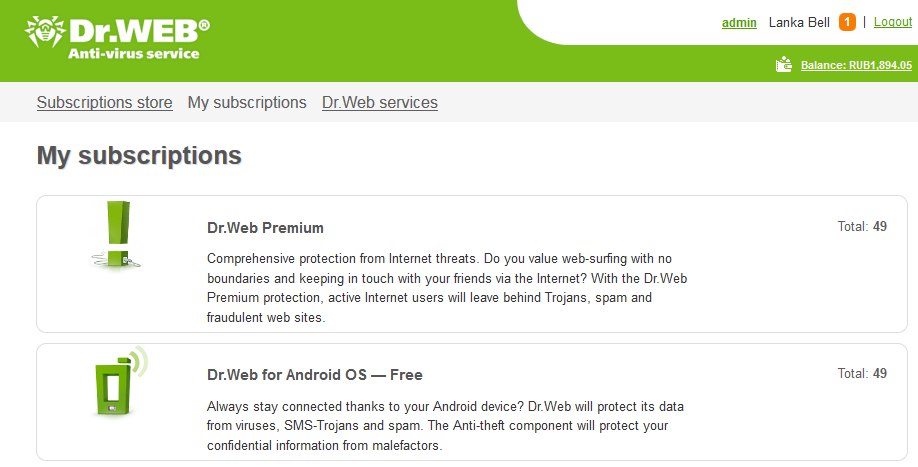 Dr.WEB®
Anti-virus service
admin Lanka Bell 1 | Logout
Balance: RUB1,894.05
Subscriptions store My subscriptions Dr.Web services
My subscriptions
Dr.Web Premium
Total: 49
Comprehensive protection from Internet threats. Do you value web-surfing with no
boundaries and keeping in touch with your friends via the Internet? With the Dr.Web
Premium protection, active Internet users will leave behind Trojans, spam and
fraudulent web sites.
Dr.Web for Android OS — Free
Total: 49
Always stay connected thanks to your Android device? Dr.Web will protect its data
from viruses, SMS-Trojans and spam. The Anti-theft component will protect your
confidential information from malefactors.